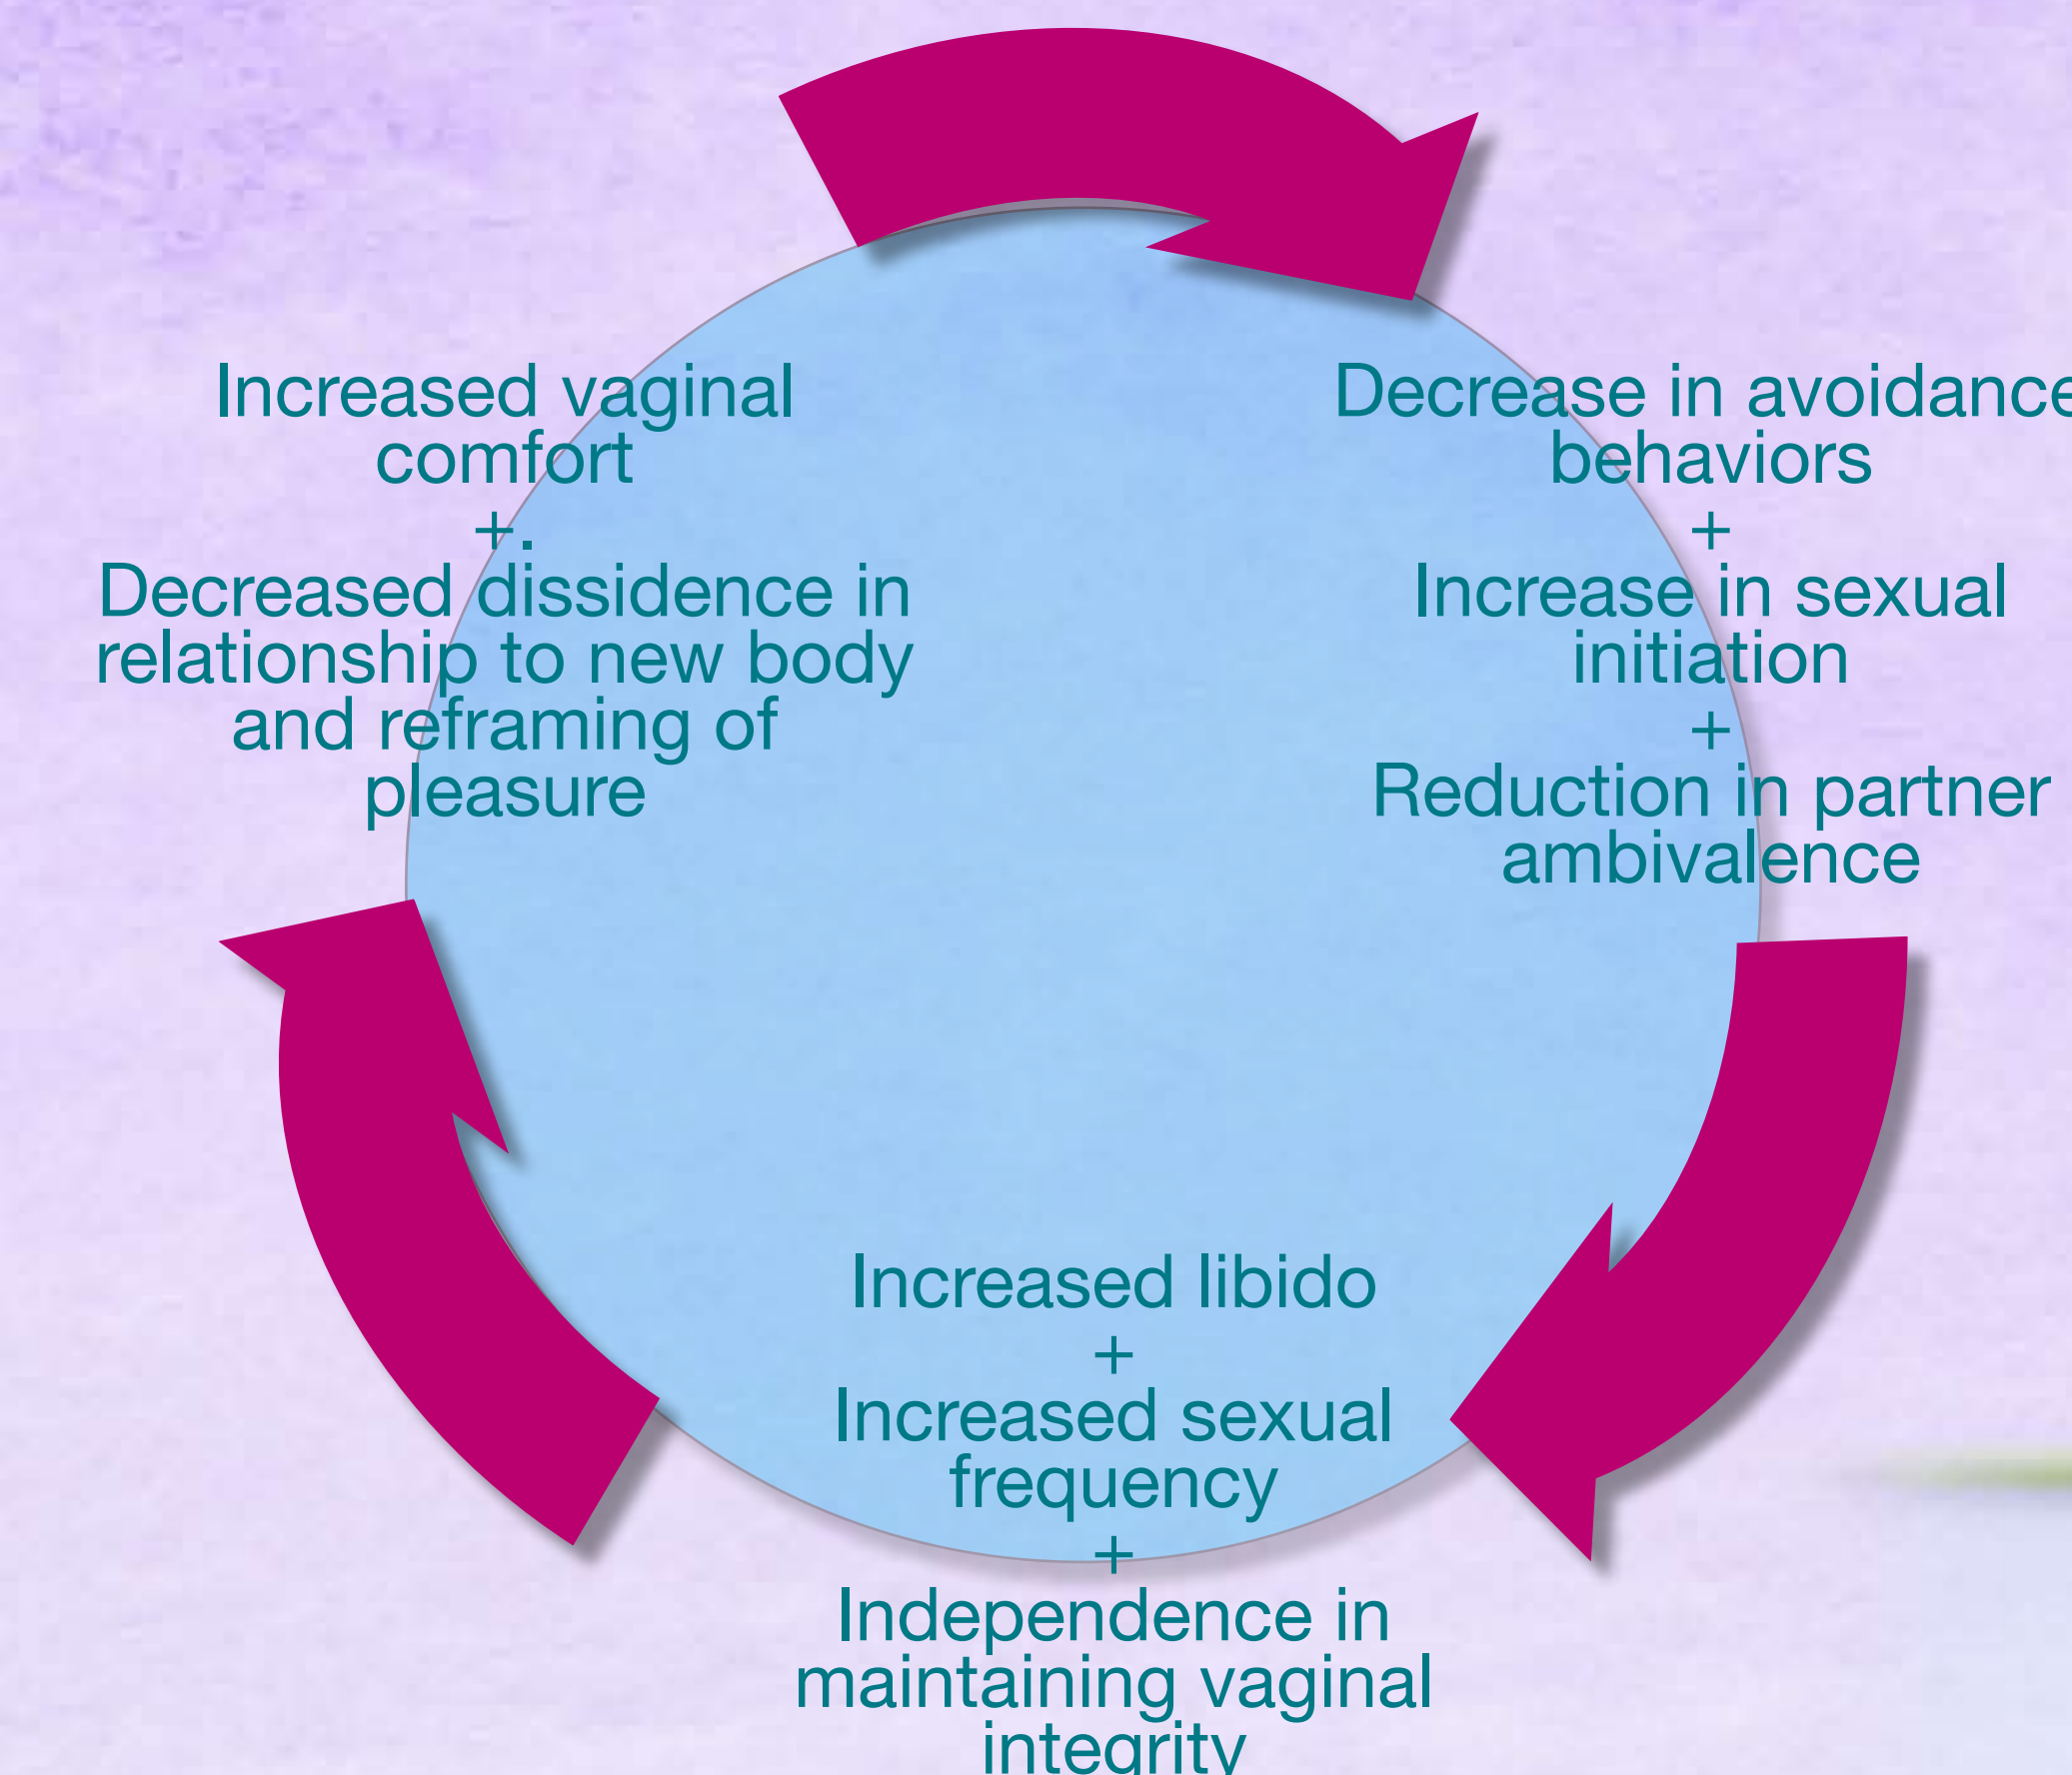 Increased vaginal
comfort
+.
Decreased dissidence in
relationship to new body
and reframing of
pleasure
Decrease in avoidance
behaviors
+
Increase in sexual
initiation
+
Reduction in partner
ambivalence
Increased libido
+
Increased sexual
frequency
+
Independence in
maintaining vaginal
integrity